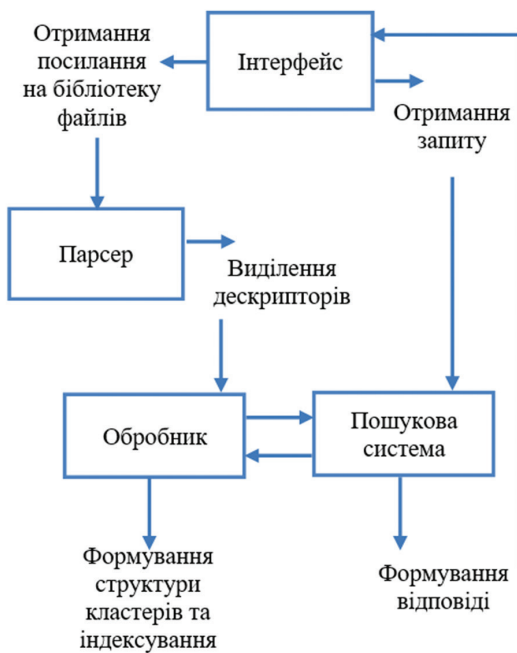 Отримання
посилання
на бібліотеку
файлів
Інтерфейс
Отримання
запиту
Парсер
Виділення
дескрипторів
Обробник
Пошукова
система
Формування
структури
кластерів та
індексування
Формування
відповіді